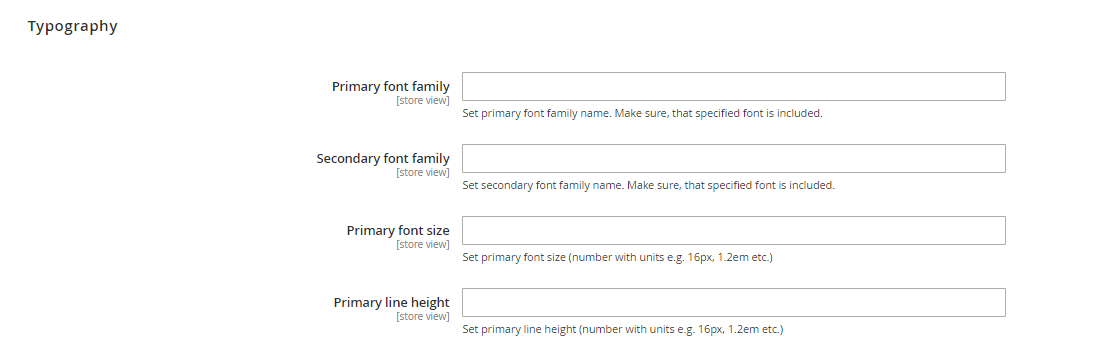 Typography
Primary font family
[store view]
Set primary font family name. Make sure, that specified font is included.
Secondary font family
[store view]
Set secondary font family name. Make sure, that specified font is included.
Primary font size
[store view]
Set primary font size (number with units e.g. 16px, 1.2em etc.)
Primary line height
[store view]
Set primary line height (number with units e.g. 16px, 1.2em etc.)